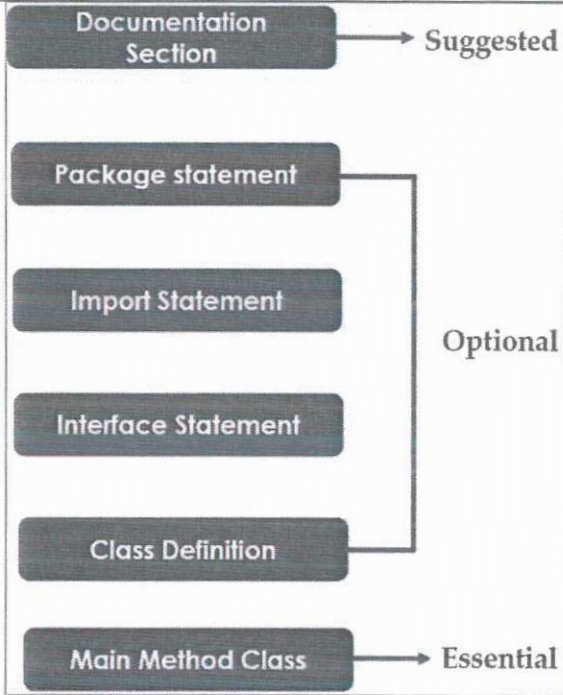 Documentation
Section
Suggested
Package statement
Import Statement
Optional
Interface Statement
Class Definition
Main Method Class
Essential